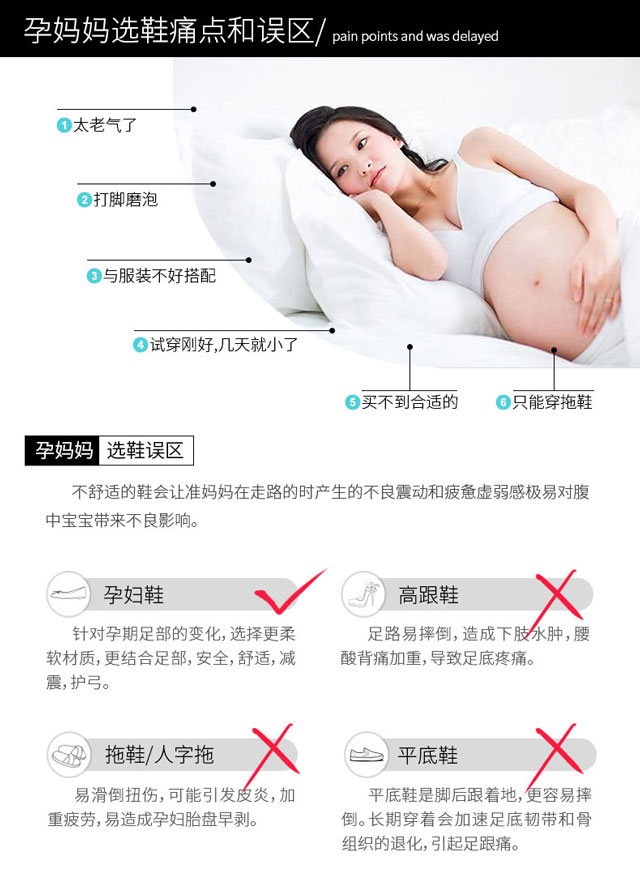 孕妈妈选鞋痛点和误区/ pain points and was delayed
1 太老气了
2 打脚磨泡
3 与服装不好搭配
4 试穿刚好,几天就小了
5 买不到合适的
6 只能穿拖鞋
孕妈妈 选鞋误区
不舒适的鞋会让准妈妈在走路的时产生的不良震动和疲惫虚弱感极易对腹
中宝宝带来不良影响。
孕妇鞋
针对孕期足部的变化,选择更柔
软材质,更结合足部,安全,舒适,减
震,护弓。
高跟鞋
足路易摔倒,造成下肢水肿,腰
酸背痛加重,导致足底疼痛。
拖鞋/人字拖
易滑倒扭伤,可能引发皮炎,加
重疲劳,易造成孕妇胎盘早剥。
平底鞋
平底鞋是脚后跟着地,更容易摔
倒。长期穿着会加速足底韧带和骨
组织的退化,引起足跟痛。